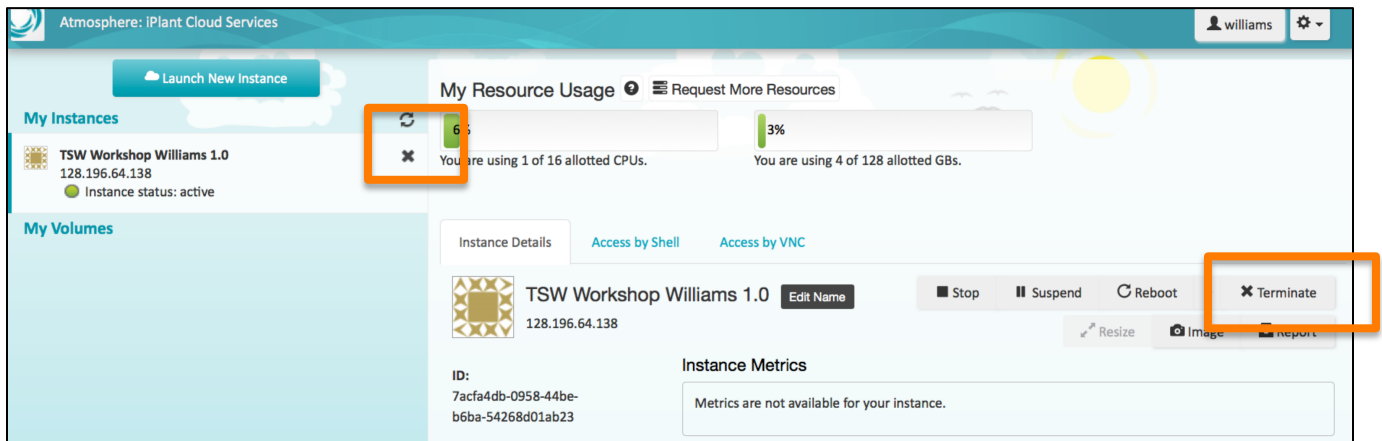 Atmosphere: iPlant Cloud Services
williams
Launch New Instance
My Instances
TSW Workshop Williams 1.0
128.196.64.138
Instance status: active
My Volumes
My Resource Usage ? Request More Resources
6%
You are using 1 of 16 allotted CPUs.
3%
You are using 4 of 128 allotted GBs.
Instance Details Access by Shell Access by VNC
TSW Workshop Williams 1.0 Edit Name
128.196.64.138
Stop Suspend Reboot Terminate
Resize Image Report
ID:
7acfa4db-0958-44be-
b6ba-54268d01ab23
Instance Metrics
Metrics are not available for your instance.